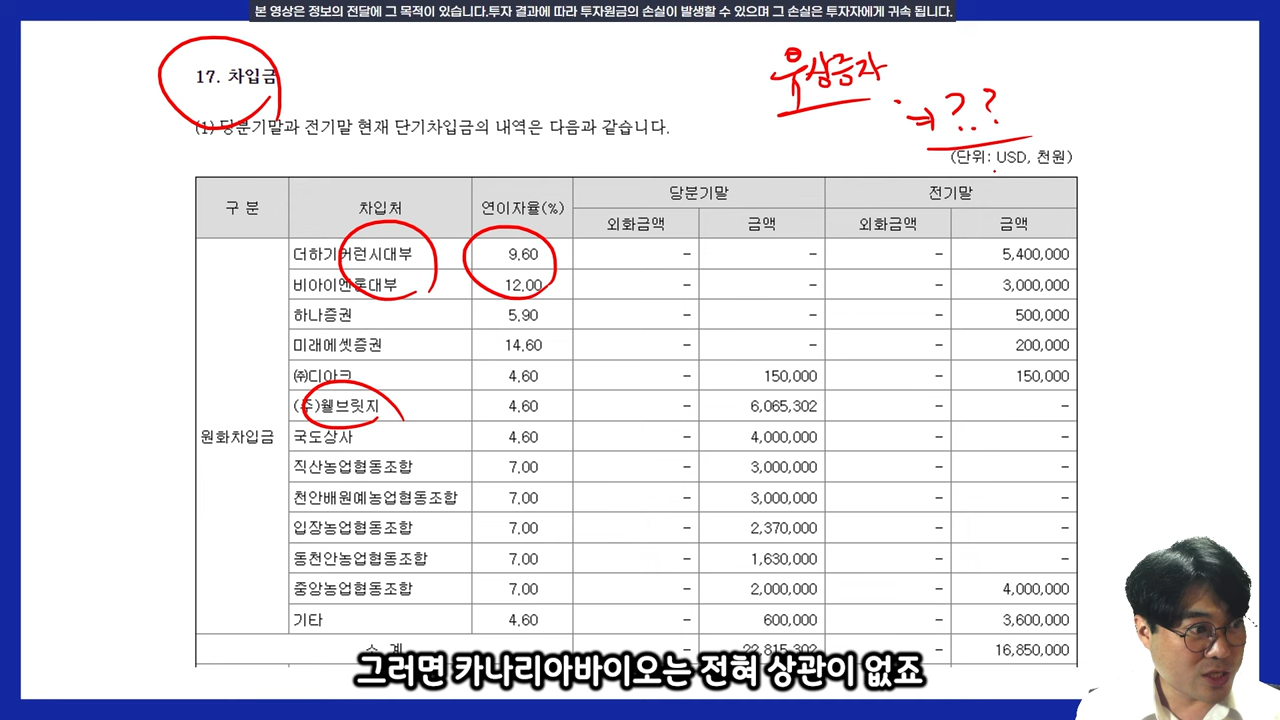 본 영상은 정보의 전달에 그 목적이 있습니다.투자 결과에 따라 투자원금의 손실이 발생할 수 있으며 그 손실은 투자자에게 귀속 됩니다.
17. 차입금
유상증자
→ ??
(1) 당분기말과 전기말 현재 단기차입금의 내역은 다음과 같습니다.
(단위: USD, 천원)
구 분 차입처 연이자율(%) 당분기말 전기말
외화금액 금액 외화금액 금액
원화차입금
더하기커런시대부 9.60 - - - 5,400,000
비아이엔롱대부 12.00 - - - 3,000,000
하나증권 5.90 - - - 500,000
미래에셋증권 14.60 - - - 200,000
㈜디아크 4.60 - 150,000 - 150,000
(주)웰브릿지 4.60 - 6,065,302 - -
국도상사 4.60 - 4,000,000 - -
직산농업협동조합 7.00 - 3,000,000 - -
천안배원예농업협동조합 7.00 - 3,000,000 - -
입장농업협동조합 7.00 - 2,370,000 - -
동천안농업협동조합 7.00 - 1,630,000 - -
중앙농업협동조합 7.00 - 2,000,000 - 4,000,000
기타 4.60 - 600,000 - 3,600,000
소 계 22,815,302 - 16,850,000
그러면 카나리아바이오는 전혀 상관이 없죠